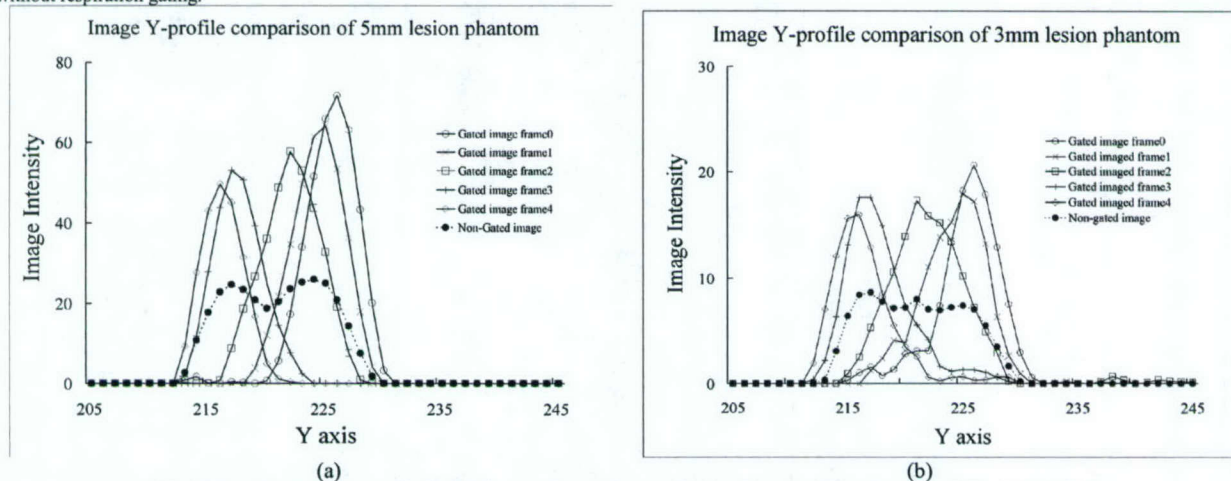 without respiration gating.
Image Y-profile comparison of 5mm lesion phantom
80
60
40
20
0
Image Intensity
Gated image frame0
Gated image frame1
Gated image frame2
Gated image frame3
Gated image frame4
Non-Gated image
205
215
225
235
245
Y axis
(a)
Image Y-profile comparison of 3mm lesion phantom
30
20
10
0
Image Intensity
Gated image frame0
Gated imaged frame1
Gated imaged frame2
Gated imaged frame3
Gated imaged frame4
Non-gated image
205
215
225
235
245
Y axis
(b)